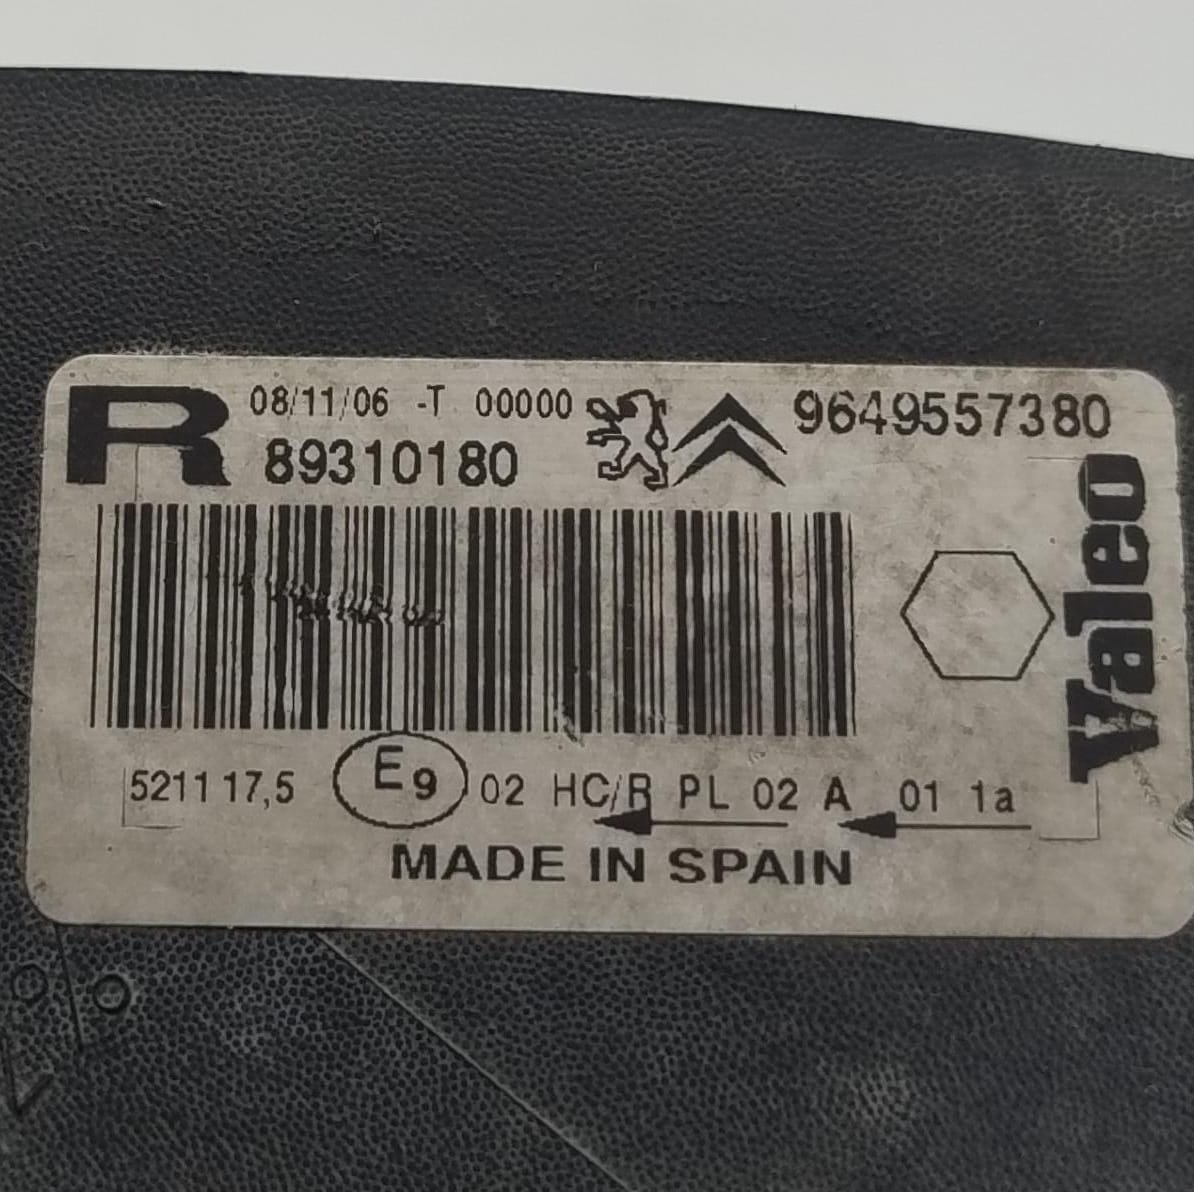 R 08/11/06 -T 00000 9649557380
89310180
Valeo
5211 17,5 E9 02 HC/R PL 02 A 01 1a
MADE IN SPAIN